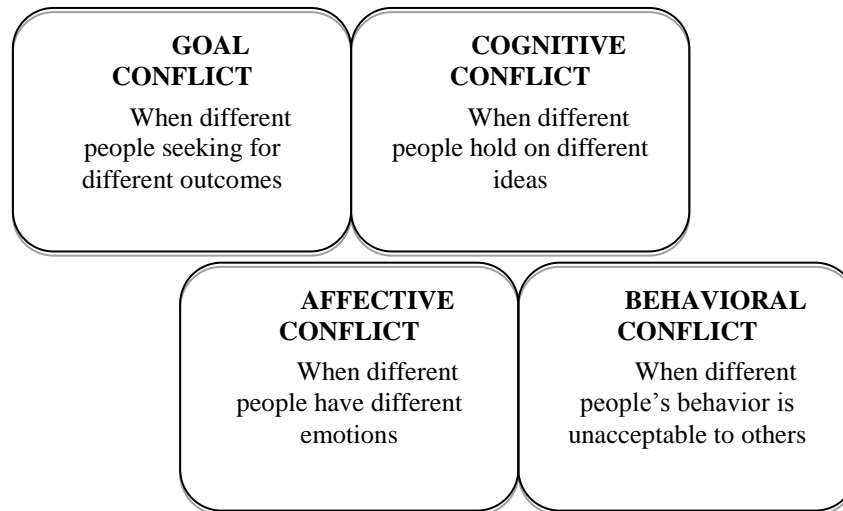 GOAL
CONFLICT
When different
people seeking for
different outcomes
COGNITIVE
CONFLICT
When different
people hold on different
ideas
AFFECTIVE
CONFLICT
When different
people have different
emotions
BEHAVIORAL
CONFLICT
When different
people’s behavior is
unacceptable to others